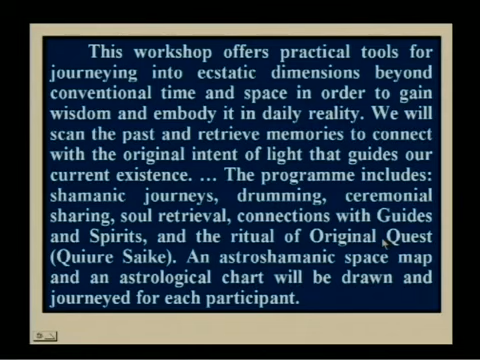 This workshop offers practical tools for
journeying into ecstatic dimensions beyond
conventional time and space in order to gain
wisdom and embody it in daily reality. We will
scan the past and retrieve memories to connect
with the original intent of light that guides our
current existence. … The programme includes:
shamanic journeys, drumming, ceremonial
sharing, soul retrieval, connections with Guides
and Spirits, and the ritual of Original Quest
(Quiure Saike). An astroshamanic space map
and an astrological chart will be drawn and
journeyed for each participant.